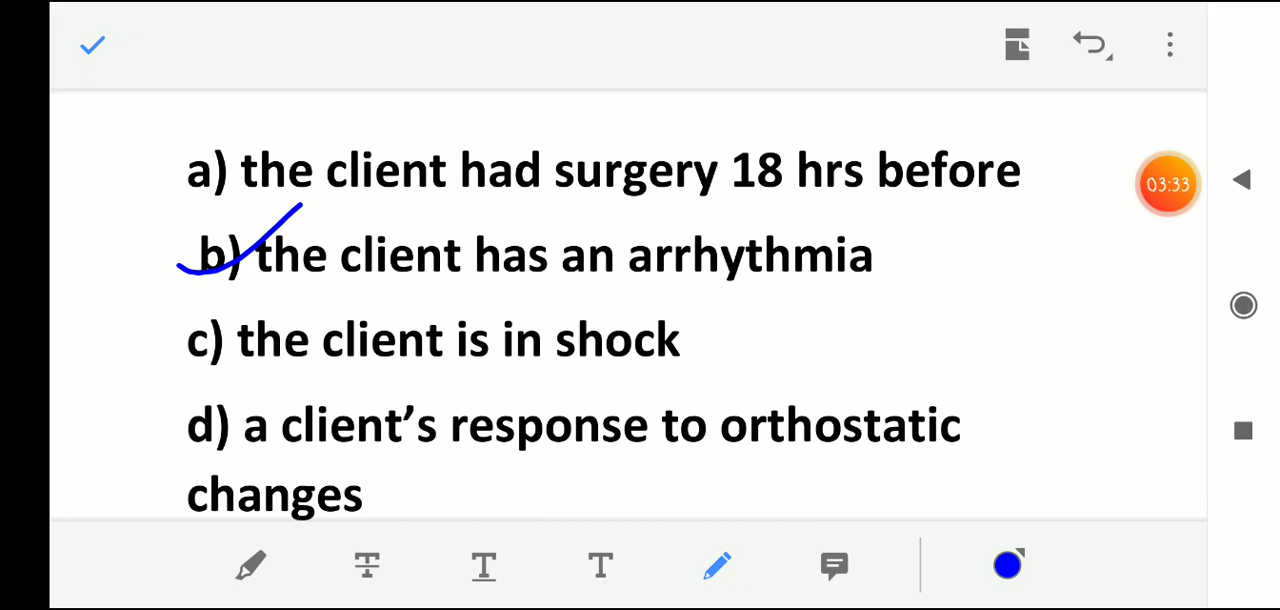 a) the client had surgery 18 hrs before
03:33
b) the client has an arrhythmia
c) the client is in shock
d) a client’s response to orthostatic
changes
T
T
T